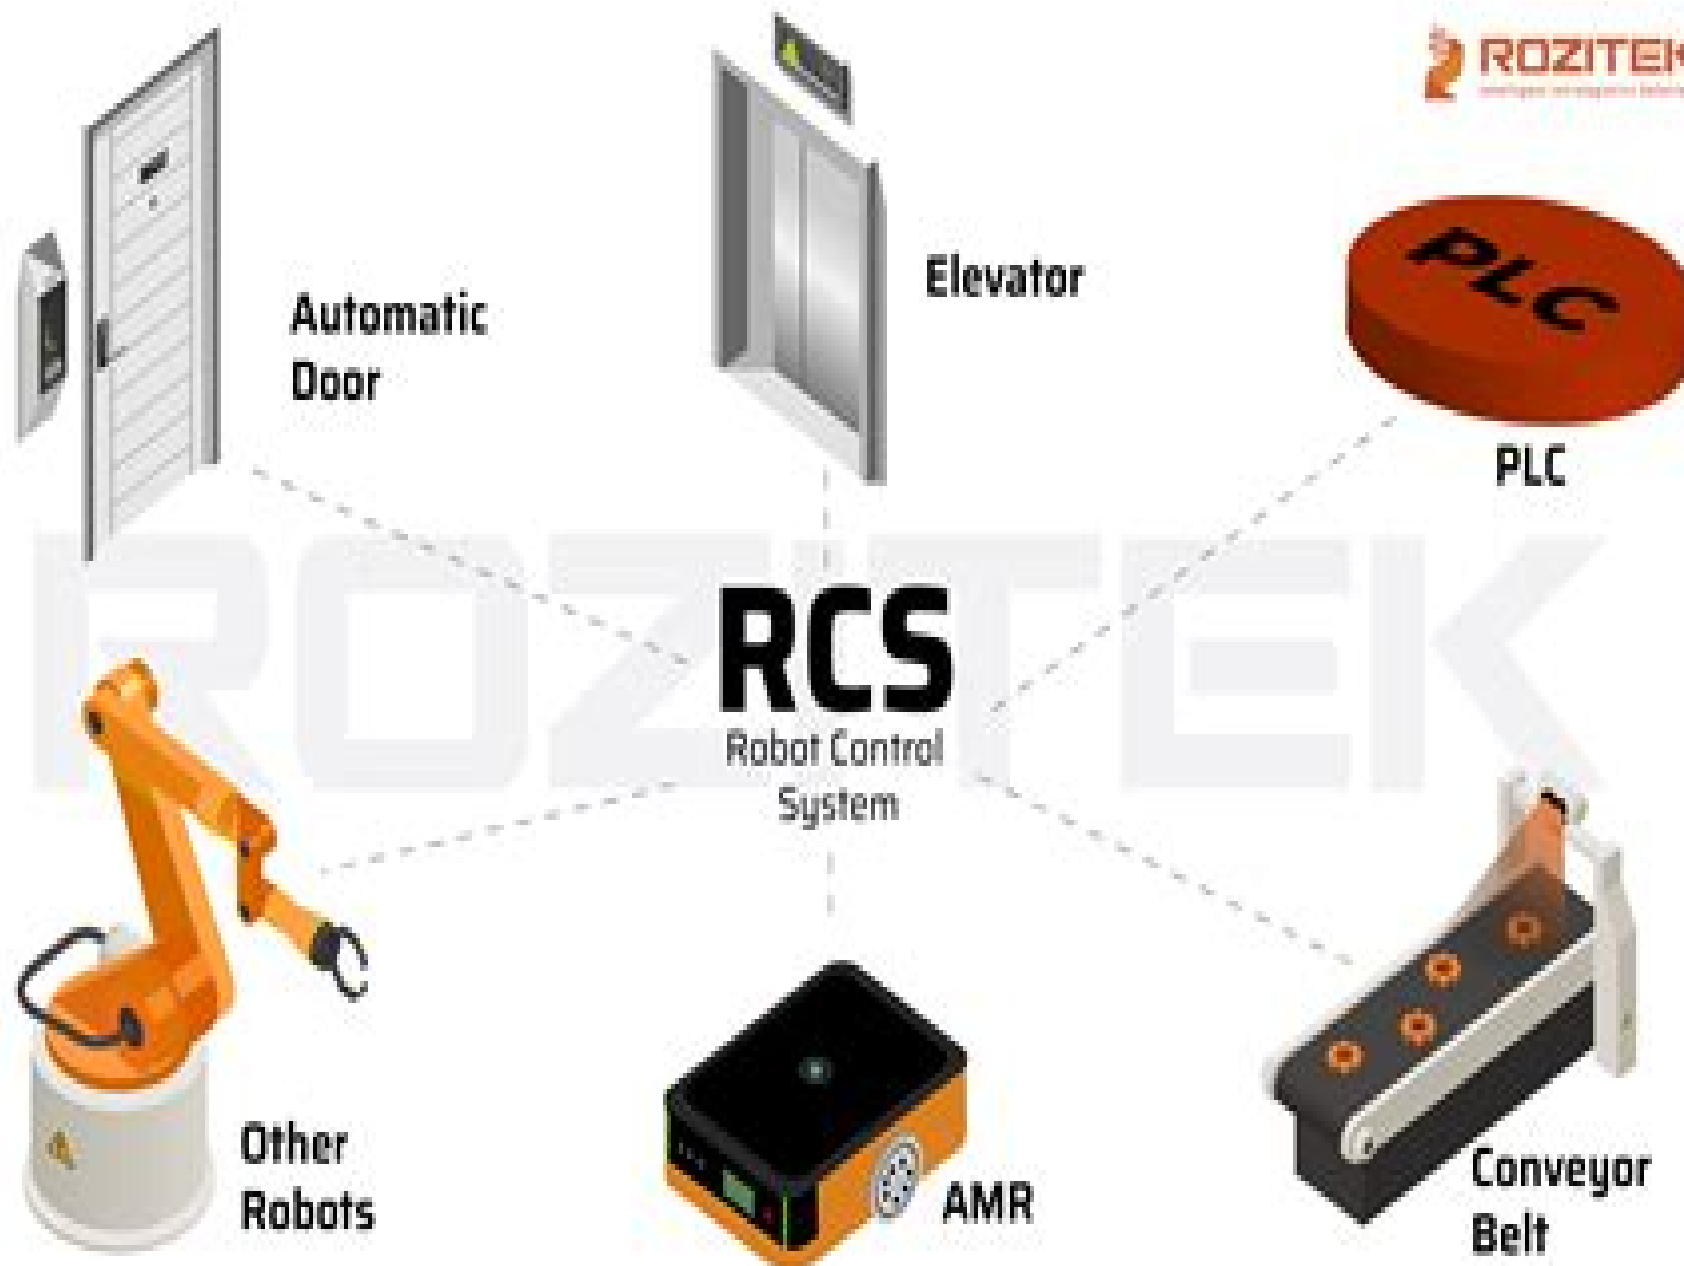 ROZITEK
Automatic
Door
Elevator
PLC
PLC
ROZITEK
RCS
Robot Control
System
Other
Robots
AMR
Conveyor
Belt